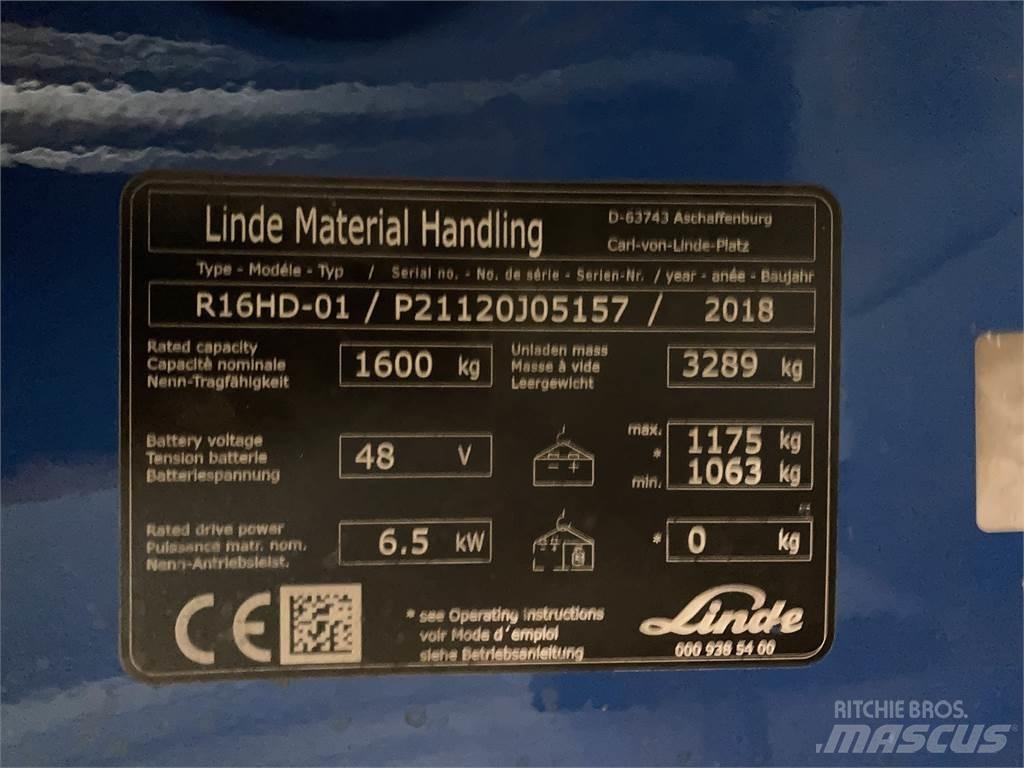 Linde Material Handling
D-63743 Aschaffenburg
Carl-von-Linde-Platz
Type - Modéle - Typ / Serial no. - No. de série - Serien-Nr. / year - anée - Baujahr
R16HD-01 / P21120J05157 / 2018
Rated capacity
Capacité nominale
Nenn-Tragfähigkeit
1600 kg
Unladen mass
Masse à vide
Leergewicht
3289 kg
Battery voltage
Tension batterie
Batteriespannung
48 V
- +
max. 1175 kg
*
min. 1063 kg
Rated drive power
Puissance matr. nom.
Nenn-Antriebsleist.
6.5 kW
* 0 kg
CE
* see Operating instructions
voir Mode d'emploi
siehe Betriebsanleitung
Linde
000 938 54 00
RITCHIE BROS.
MASCUS